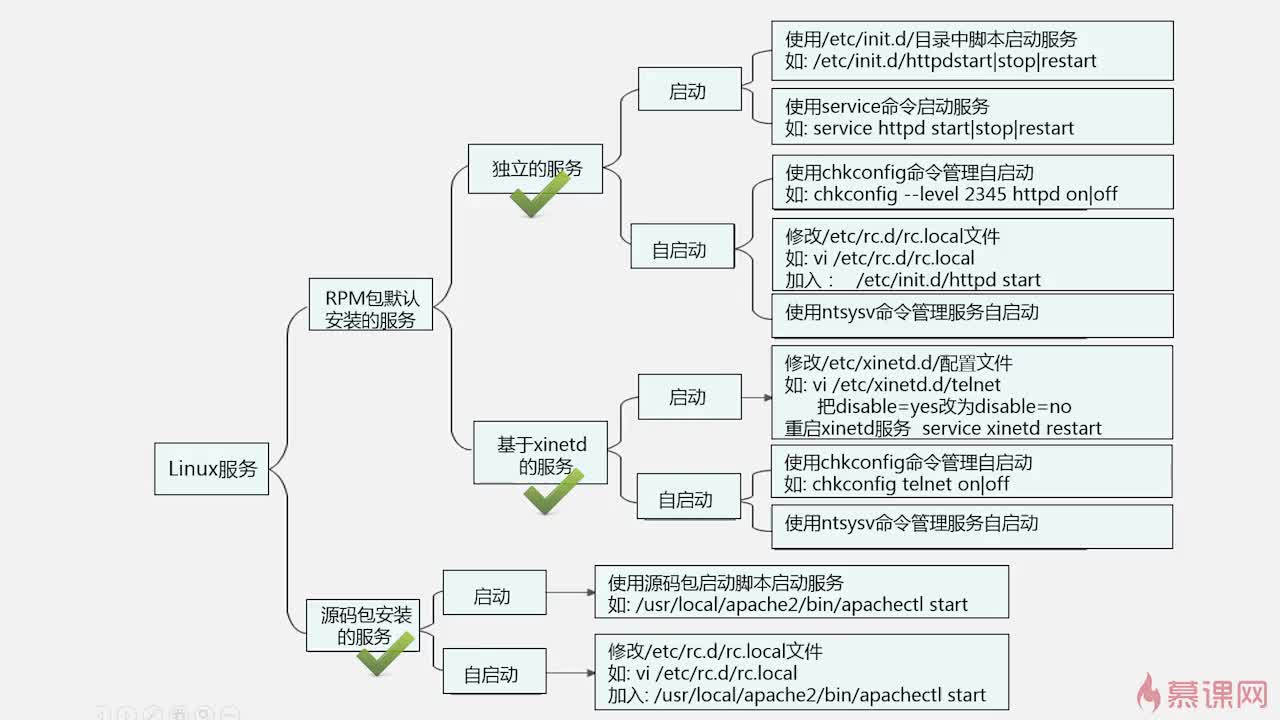 使用/etc/init.d/目录中脚本启动服务
如: /etc/init.d/httpdstart|stop|restart
启动
使用service命令启动服务
如: service httpd start|stop|restart
独立的服务
使用chkconfig命令管理自启动
如: chkconfig --level 2345 httpd on|off
自启动
修改/etc/rc.d/rc.local文件
如: vi /etc/rc.d/rc.local
加入： /etc/init.d/httpd start
使用ntsysv命令管理服务自启动
RPM包默认
安装的服务
修改/etc/xinetd.d/配置文件
如: vi /etc/xinetd.d/telnet
把disable=yes改为disable=no
重启xinetd服务 service xinetd restart
启动
基于xinetd
的服务
使用chkconfig命令管理自启动
如: chkconfig telnet on|off
自启动
使用ntsysv命令管理服务自启动
Linux服务
启动
使用源码包启动脚本启动服务
如: /usr/local/apache2/bin/apachectl start
源码包安装
的服务
自启动
修改/etc/rc.d/rc.local文件
如: vi /etc/rc.d/rc.local
加入: /usr/local/apache2/bin/apachectl start
慕课网